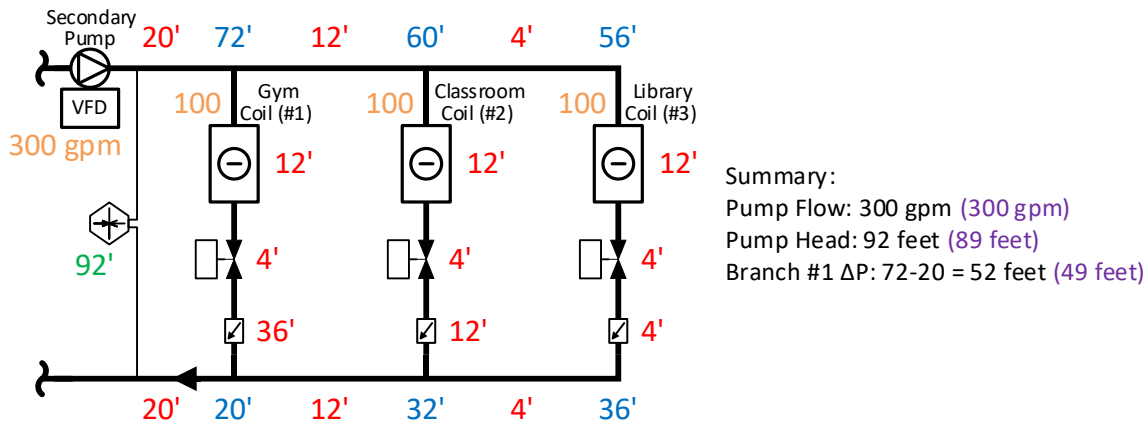 Secondary
Pump
20' 72' 12' 60' 4' 56'
VFD
300 gpm
100 Gym
Coil (#1)
100 Classroom
Coil (#2)
100 Library
Coil (#3)
12' 12' 12'
92'
4' 4' 4'
36' 12' 4'
20' 20' 12' 32' 4' 36'
Summary:
Pump Flow: 300 gpm (300 gpm)
Pump Head: 92 feet (89 feet)
Branch #1 ΔP: 72-20 = 52 feet (49 feet)